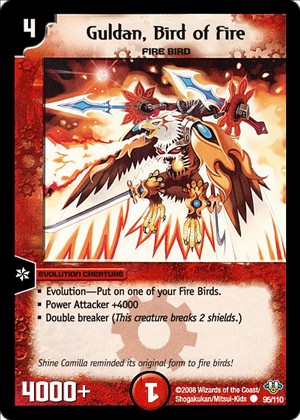 4
Guldan, Bird of Fire
FIRE BIRD
EVOLUTION CREATURE
▪ Evolution—Put on one of your Fire Birds.
▪ Power Attacker +4000
▪ Double breaker (This creature breaks 2 shields.)
Shine Camilla reminded its original form to fire birds!
4000+
1
©2008 Wizards of the Coast/
Shogakukan/Mitsui-Kids
95/110